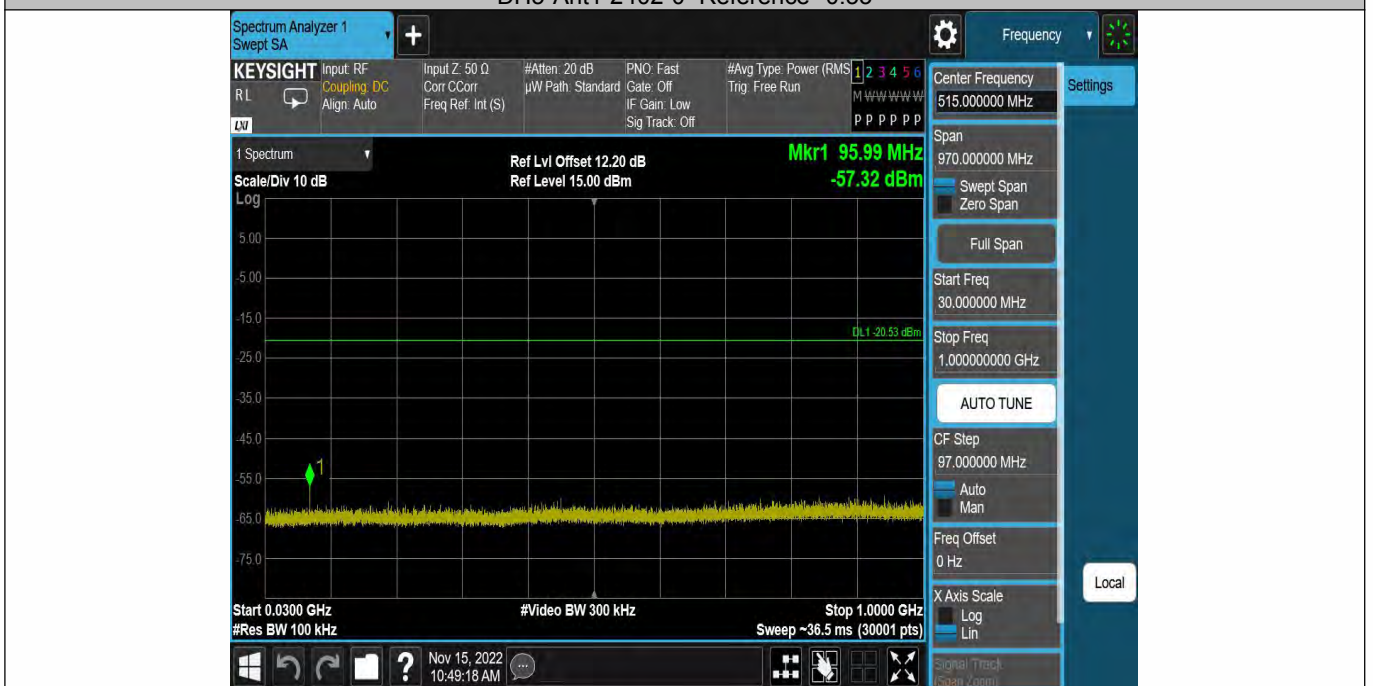 Spectrum Analyzer 1
Swept SA
+
Frequency
KEYSIGHT
RL
LXI
Input: RF
Coupling: DC
Align: Auto
Input Z: 50 Ω
Corr CCorr
Freq Ref: Int (S)
#Atten: 20 dB
µW Path: Standard
PNO: Fast
Gate: Off
IF Gain: Low
Sig Track: Off
#Avg Type: Power (RMS
Trig: Free Run
1 2 3 4 5 6
M W W W W W
P P P P P P
Center Frequency
515.000000 MHz
Settings
Span
970.000000 MHz
Swept Span
Zero Span
Full Span
Start Freq
30.000000 MHz
Stop Freq
1.000000000 GHz
AUTO TUNE
CF Step
97.000000 MHz
Auto
Man
Freq Offset
0 Hz
X Axis Scale
Log
Lin
Signal Track
(Span Zoom)
Local
1 Spectrum
Scale/Div 10 dB
Log
Ref Lvl Offset 12.20 dB
Ref Level 15.00 dBm
Mkr1 95.99 MHz
-57.32 dBm
5.00
-5.00
-15.0
DL1 -20.53 dBm
-25.0
-35.0
-45.0
1
-55.0
-65.0
-75.0
Start 0.0300 GHz
#Res BW 100 kHz
#Video BW 300 kHz
Stop 1.0000 GHz
Sweep ~36.5 ms (30001 pts)
?
Nov 15, 2022
10:49:18 AM